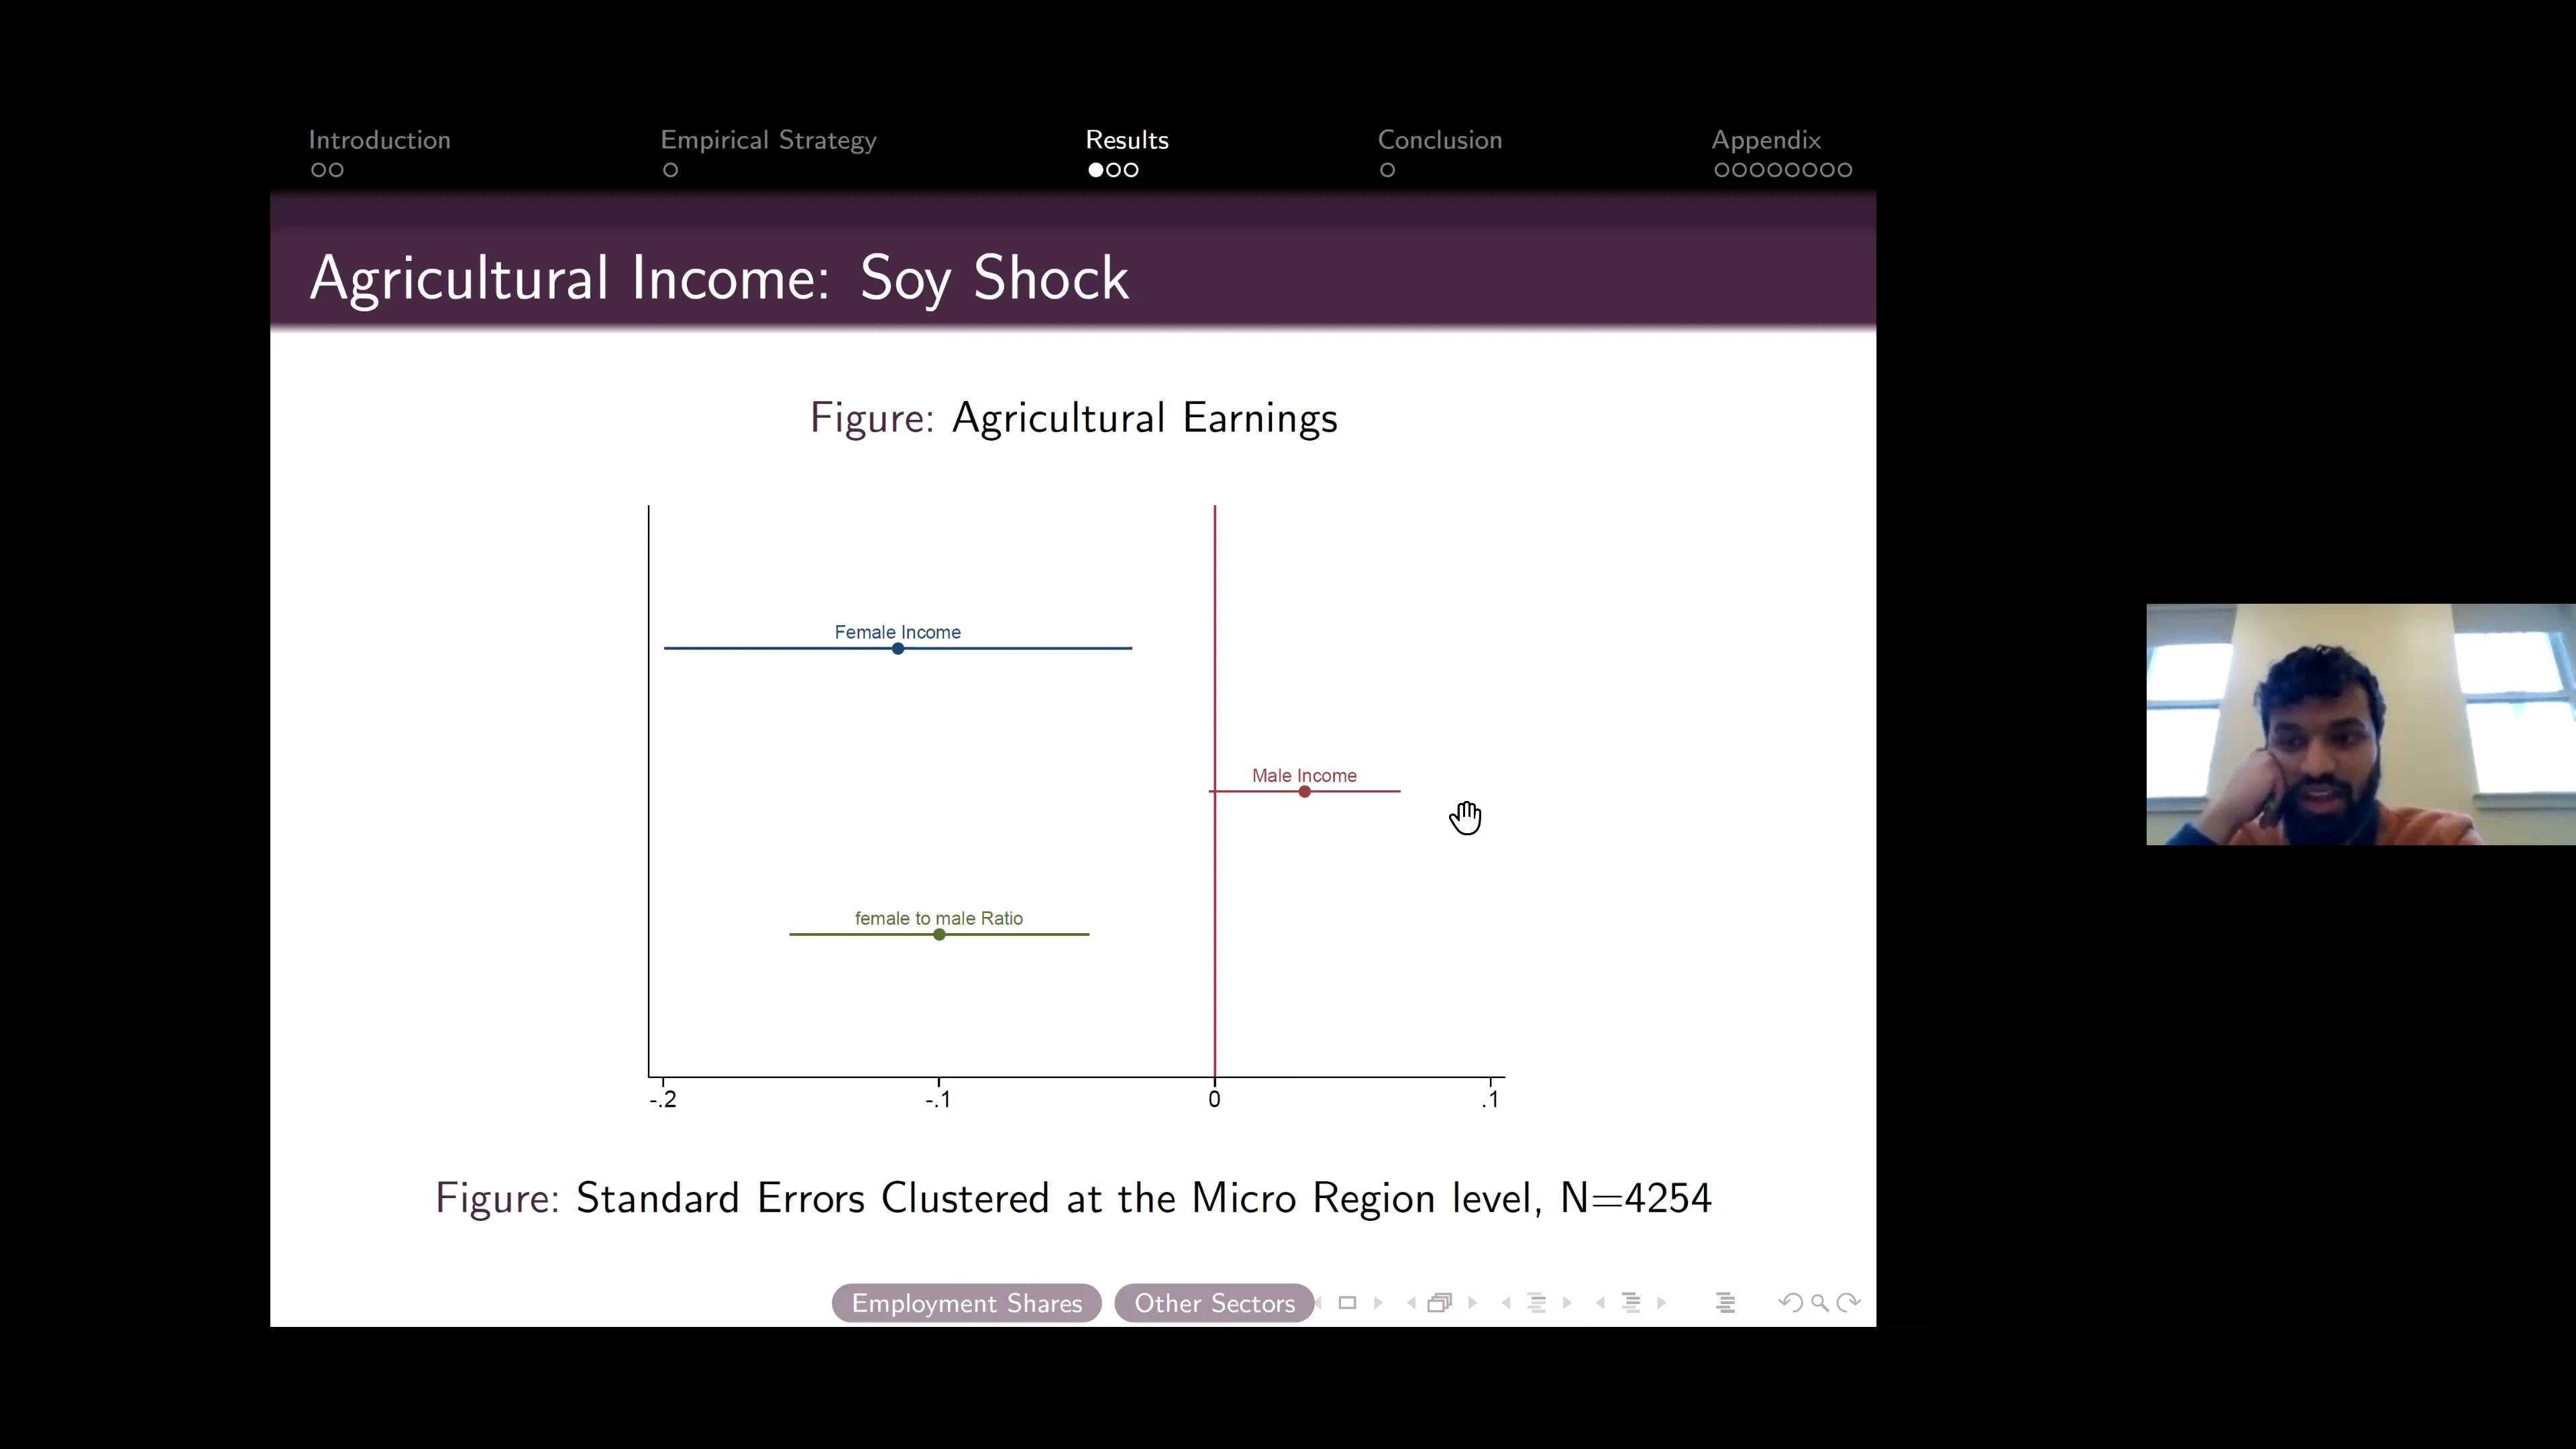 Introduction Empirical Strategy Results Conclusion Appendix
Agricultural Income: Soy Shock
Figure: Agricultural Earnings
Female Income
Male Income
female to male Ratio
-.2 -.1 0 .1
Figure: Standard Errors Clustered at the Micro Region level, N=4254
Employment Shares Other Sectors